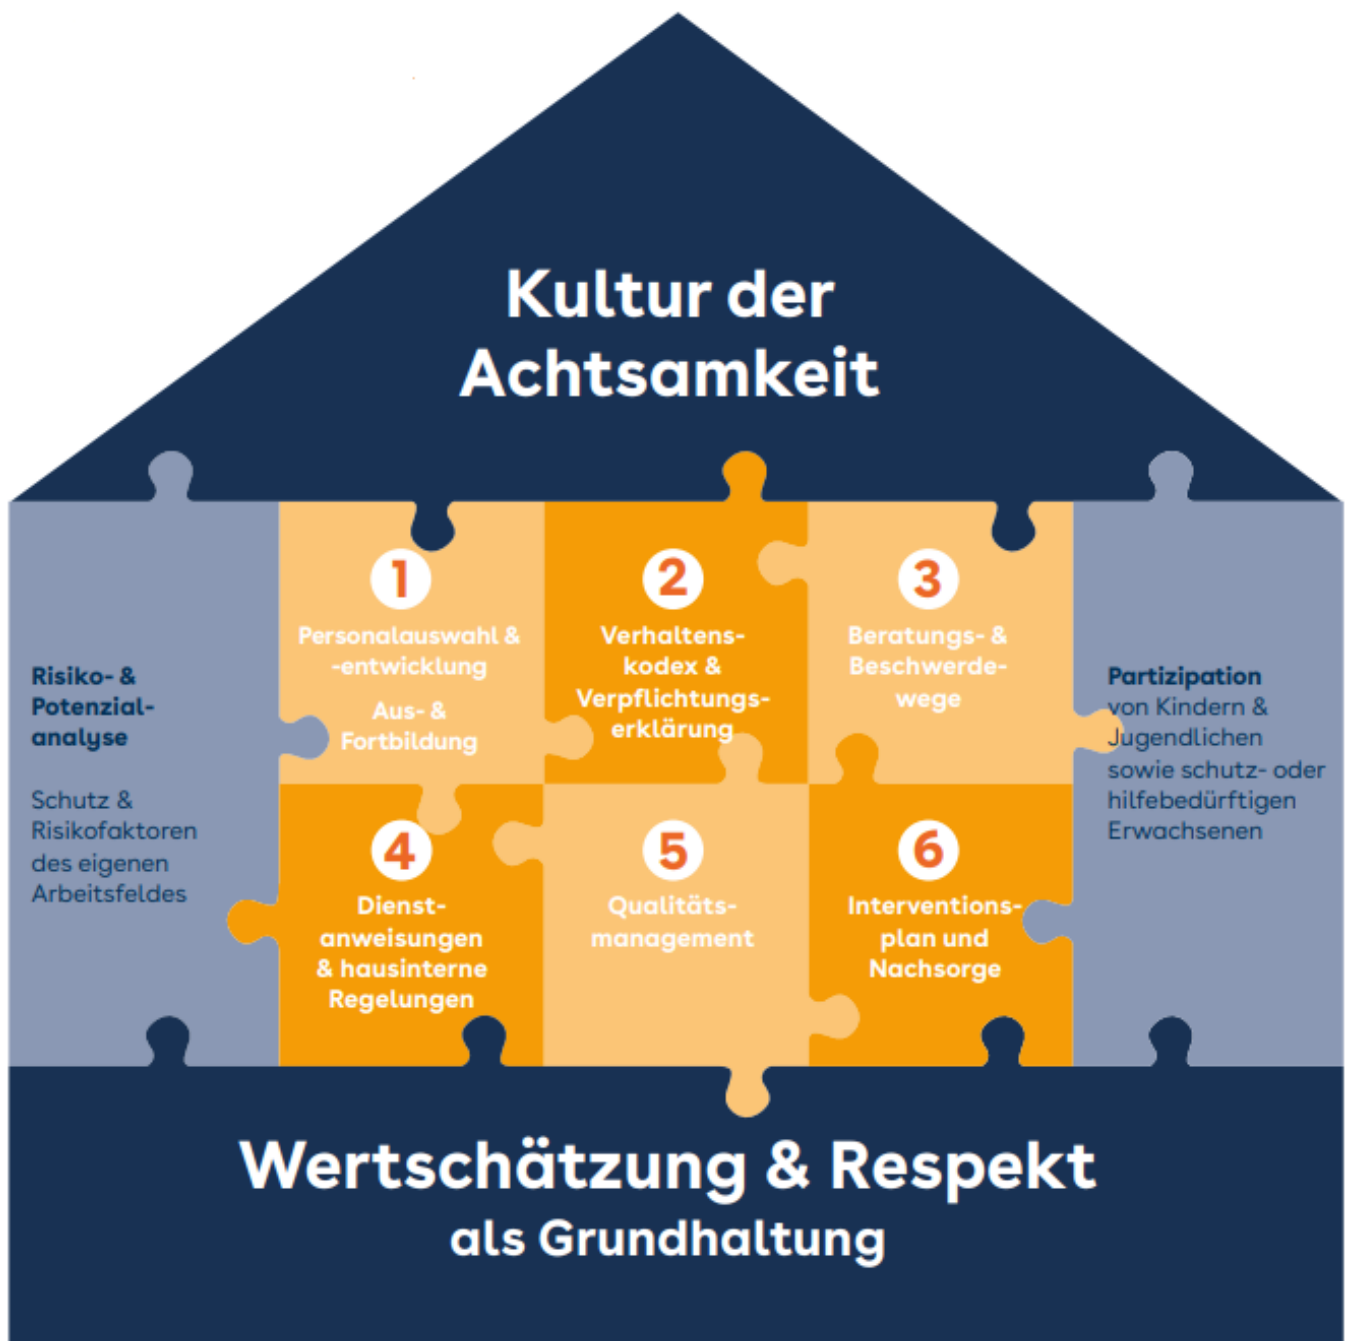 Kultur der
Achtsamkeit
Risiko- &
Potenzial-
analyse
Schutz &
Risikofaktoren
des eigenen
Arbeitsfeldes
1
Personalauswahl &
-entwicklung
Aus- &
Fortbildung
2
Verhaltens-
kodex &
Verpflichtungs-
erklärung
3
Beratungs- &
Beschwerde-
wege
4
Dienst-
anweisungen
& hausinterne
Regelungen
5
Qualitäts-
management
6
Interventions-
plan und
Nachsorge
Partizipation
von Kindern &
Jugendlichen
sowie schutz- oder
hilfebedürftigen
Erwachsenen
Wertschätzung & Respekt
als Grundhaltung